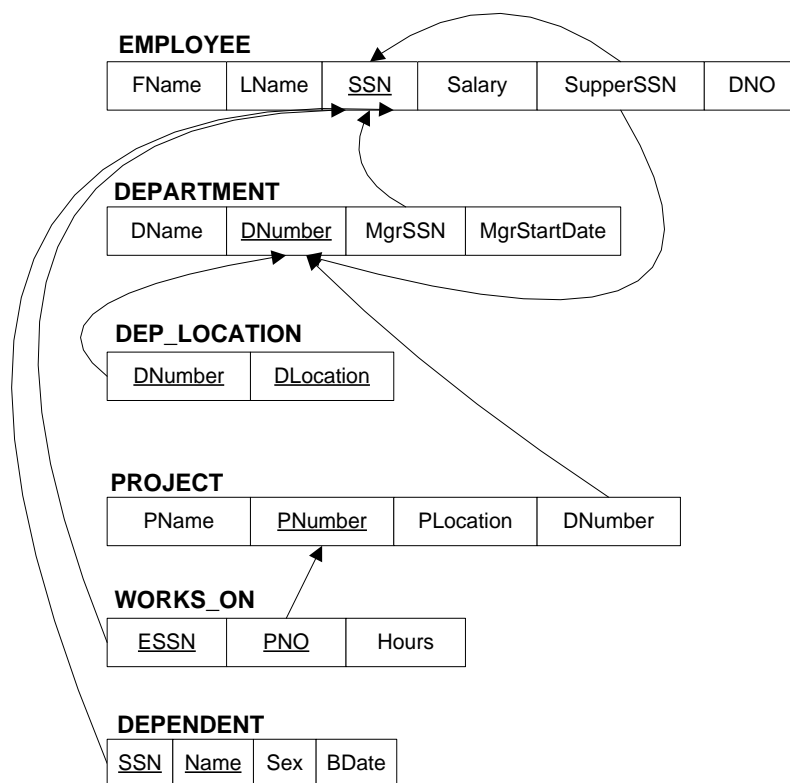 EMPLOYEE
FName LName SSN Salary SupperSSN DNO
DEPARTMENT
DName DNumber MgrSSN MgrStartDate
DEP_LOCATION
DNumber DLocation
PROJECT
PName PNumber PLocation DNumber
WORKS_ON
ESSN PNO Hours
DEPENDENT
SSN Name Sex BDate